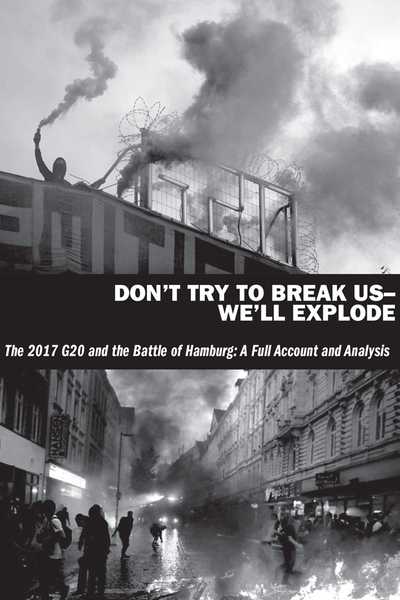 DON'T TRY TO BREAK US–
WE'LL EXPLODE
The 2017 G20 and the Battle of Hamburg: A Full Account and Analysis